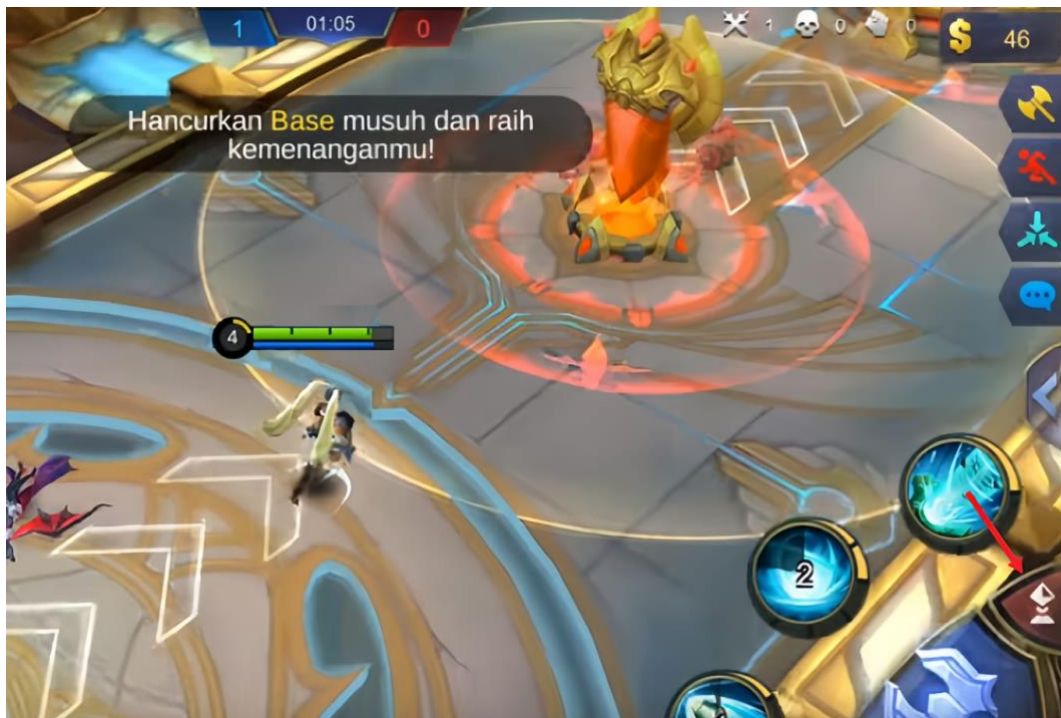 1 01:05 0 1 0 0 $ 46
Hancurkan Base musuh dan raih
kemenanganmu!
4
2